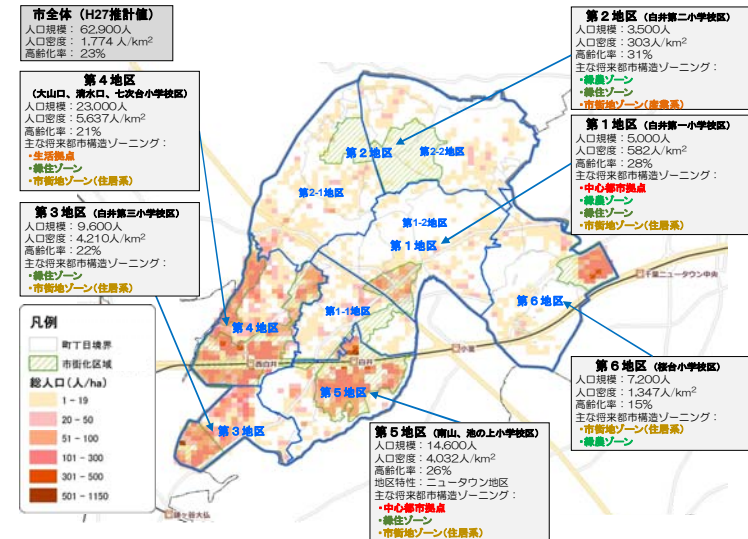 市全体（H27推計値）
人口規模： 62,900人
人口密度： 1,774 人/km²
高齢化率： 23%
第２地区（白井第二小学校区）
人口規模：3,500人
人口密度：303人/km²
高齢化率：31%
主な将来都市構造ゾーニング：
・緑農ゾーン
・緑住ゾーン
・市街地ゾーン（産業系）
第４地区
（大山口、清水口、七次台小学校区）
人口規模：23,000人
人口密度：5,637人/km²
高齢化率：21%
主な将来都市構造ゾーニング：
・生活拠点
・緑住ゾーン
・市街地ゾーン（住居系）
第１地区（白井第一小学校区）
人口規模：5,000人
人口密度：582人/km²
高齢化率：28%
主な将来都市構造ゾーニング：
・中心都市拠点
・緑農ゾーン
・緑住ゾーン
・市街地ゾーン（住居系）
第３地区（白井第三小学校区）
人口規模：9,600人
人口密度：4,210人/km²
高齢化率：22%
主な将来都市構造ゾーニング：
・緑住ゾーン
・市街地ゾーン（住居系）
第２地区
第2-2地区
第2-1地区
第1-2地区
第１地区
第1-1地区
第６地区
第４地区
第５地区
第３地区
千葉ニュータウン中央
小室
白井
西白井
鎌ヶ谷大仏
凡例
町丁目境界
市街化区域
総人口（人/ha）
1 - 19
20 - 50
51 - 100
101 - 300
301 - 500
501 - 1150
第６地区（桜台小学校区）
人口規模：7,200人
人口密度：1,347人/km²
高齢化率：15%
主な将来都市構造ゾーニング：
・市街地ゾーン（住居系）
・緑農ゾーン
第５地区（南山、池の上小学校区）
人口規模：14,600人
人口密度：4,032人/km²
高齢化率：26%
地区特性：ニュータウン地区
主な将来都市構造ゾーニング：
・中心都市拠点
・緑住ゾーン
・市街地ゾーン（住居系）